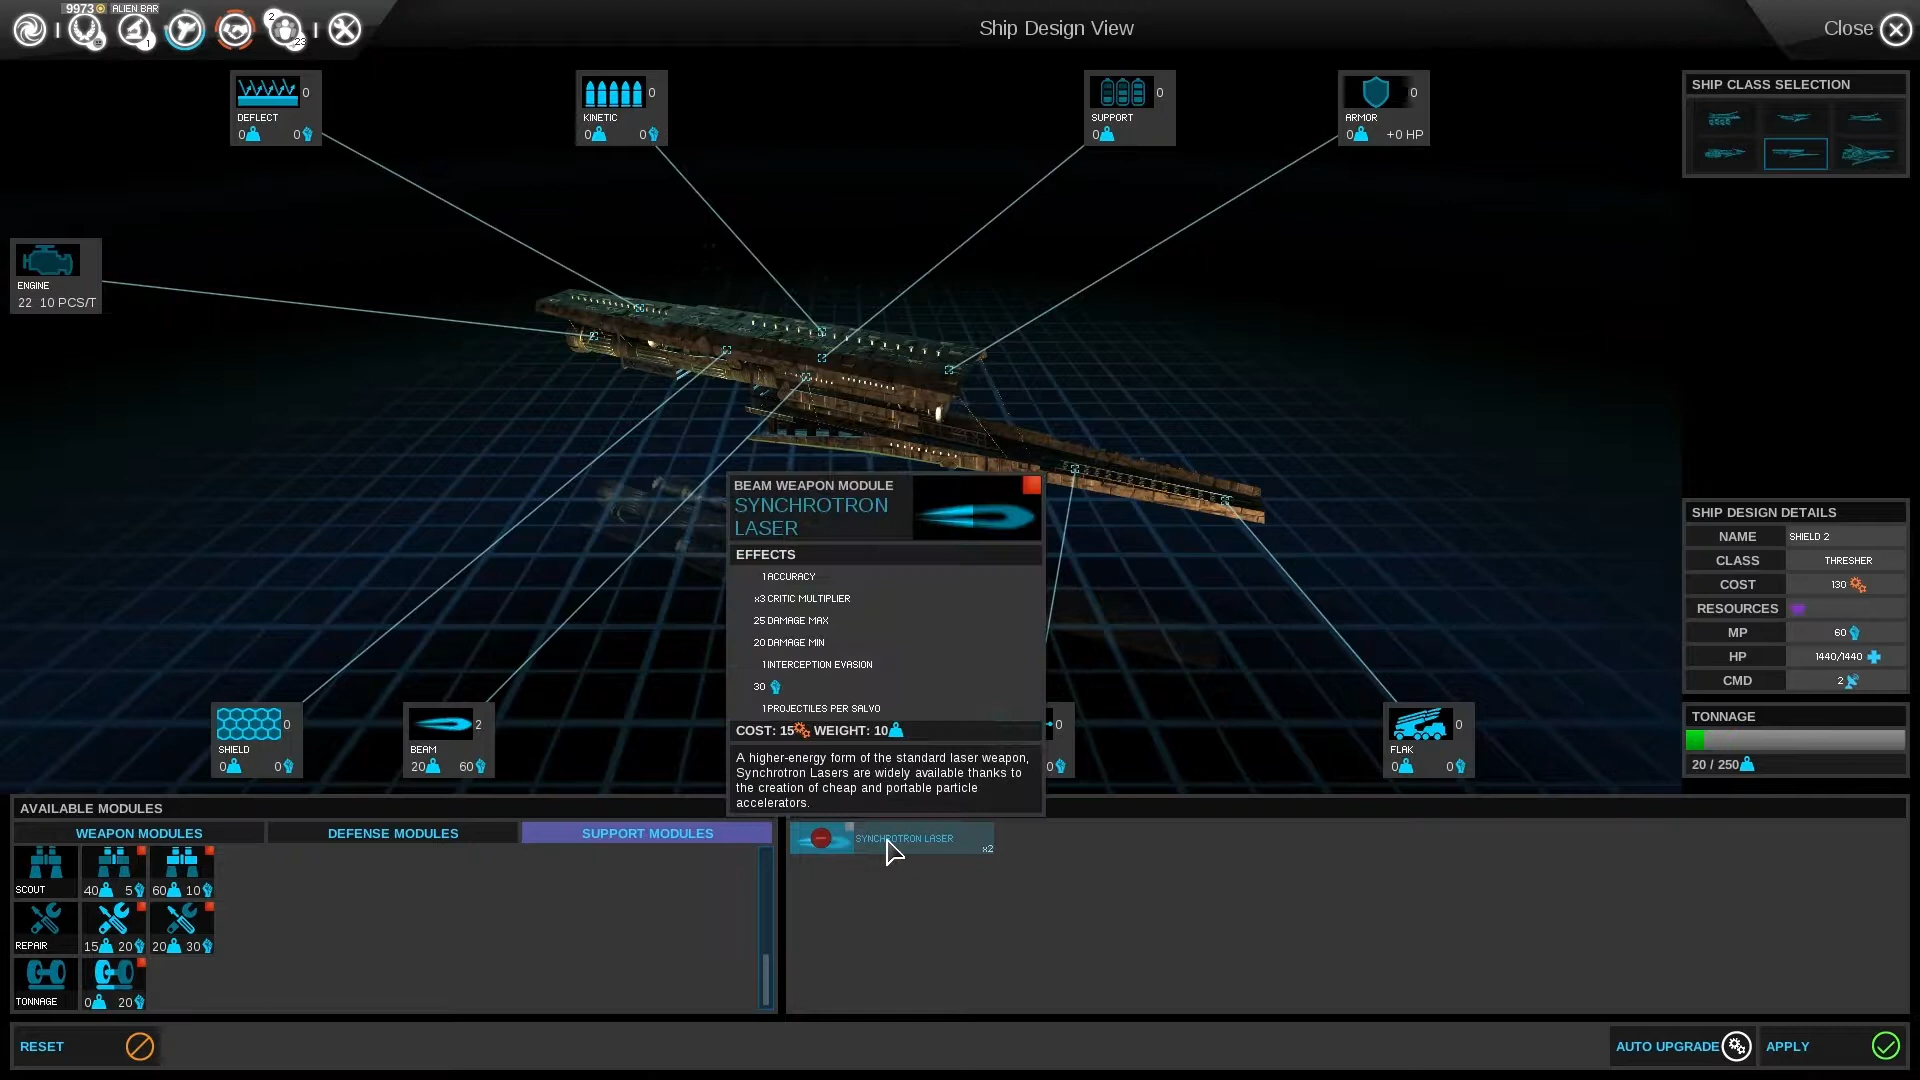 9973 ALIEN BAR
2
1
23
Ship Design View
Close
0
DEFLECT
0 0
0
KINETIC
0 0
0
SUPPORT
0
0
ARMOR
0 +0 HP
SHIP CLASS SELECTION
ENGINE
22 10 PCS/T
BEAM WEAPON MODULE
SYNCHROTRON
LASER
EFFECTS
1 ACCURACY
x3 CRITIC MULTIPLIER
25 DAMAGE MAX
20 DAMAGE MIN
1 INTERCEPTION EVASION
30
1 PROJECTILES PER SALVO
COST: 15 WEIGHT: 10
A higher-energy form of the standard laser weapon,
Synchrotron Lasers are widely available thanks to
the creation of cheap and portable particle
accelerators.
SHIP DESIGN DETAILS
NAME SHIELD 2
CLASS THRESHER
COST 130
RESOURCES
MP 60
HP 1440/1440
CMD 2
TONNAGE
20 / 250
0
SHIELD
0 0
2
BEAM
20 60
0
0
0
FLAK
0 0
AVAILABLE MODULES
WEAPON MODULES DEFENSE MODULES SUPPORT MODULES
SCOUT 40 5 60 10
REPAIR 15 20 20 30
TONNAGE 0 20
SYNCHROTRON LASER
x2
RESET
AUTO UPGRADE APPLY